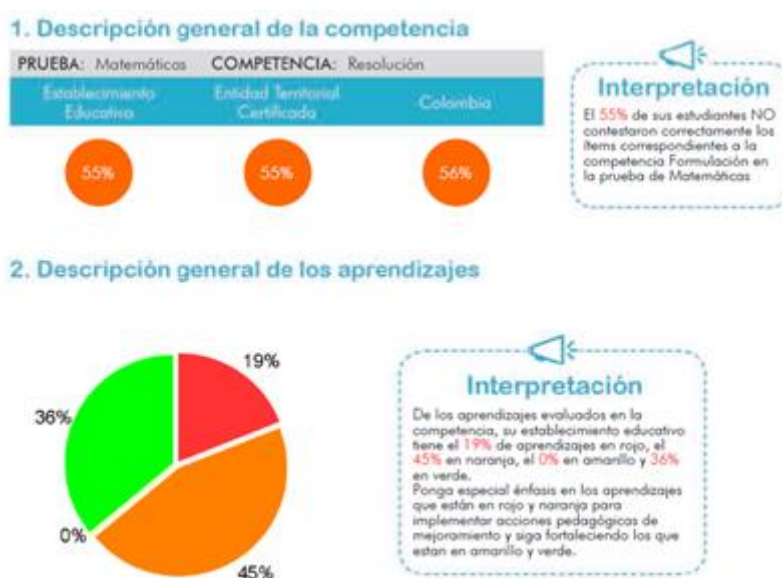 1. Descripción general de la competencia
PRUEBA: Matemáticas COMPETENCIA: Resolución
Establecimiento Educativo
Entidad Territorial Certificada
Colombia
55%
55%
56%
Interpretación
El 55% de sus estudiantes NO
contestaron correctamente los
ítems correspondientes a la
competencia Formulación en
la prueba de Matemáticas
2. Descripción general de los aprendizajes
19%
36%
0%
45%
Interpretación
De los aprendizajes evaluados en la
competencia, su establecimiento educativo
tiene el 19% de aprendizajes en rojo, el
45% en naranja, el 0% en amarillo y 36%
en verde.
Ponga especial énfasis en los aprendizajes
que están en rojo y naranja para
implementar acciones pedagógicas de
mejoramiento y siga fortaleciendo los que
estan en amarillo y verde.